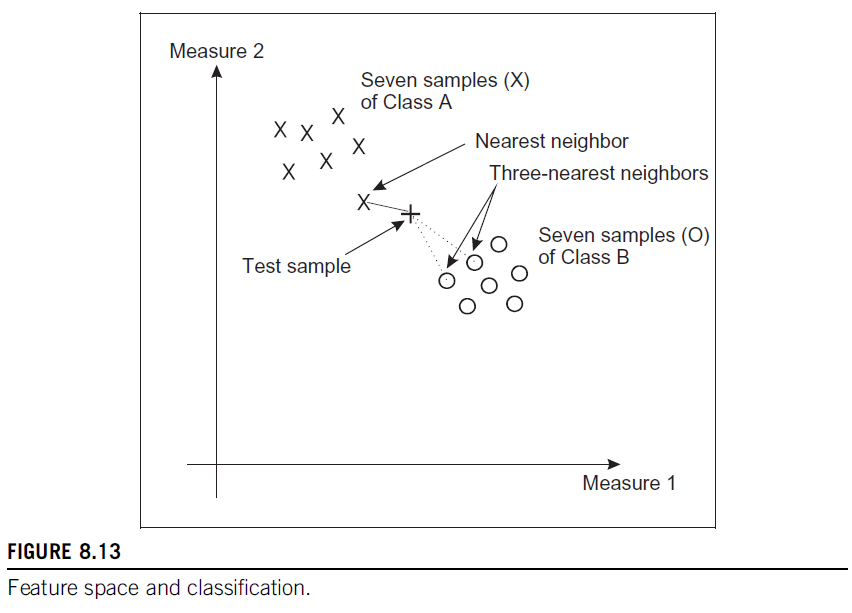 Measure 2
Seven samples (X)
of Class A
X
X
X
X
X
X
X
Nearest neighbor
Three-nearest neighbors
Test sample
Seven samples (O)
of Class B
Measure 1
FIGURE 8.13
Feature space and classification.